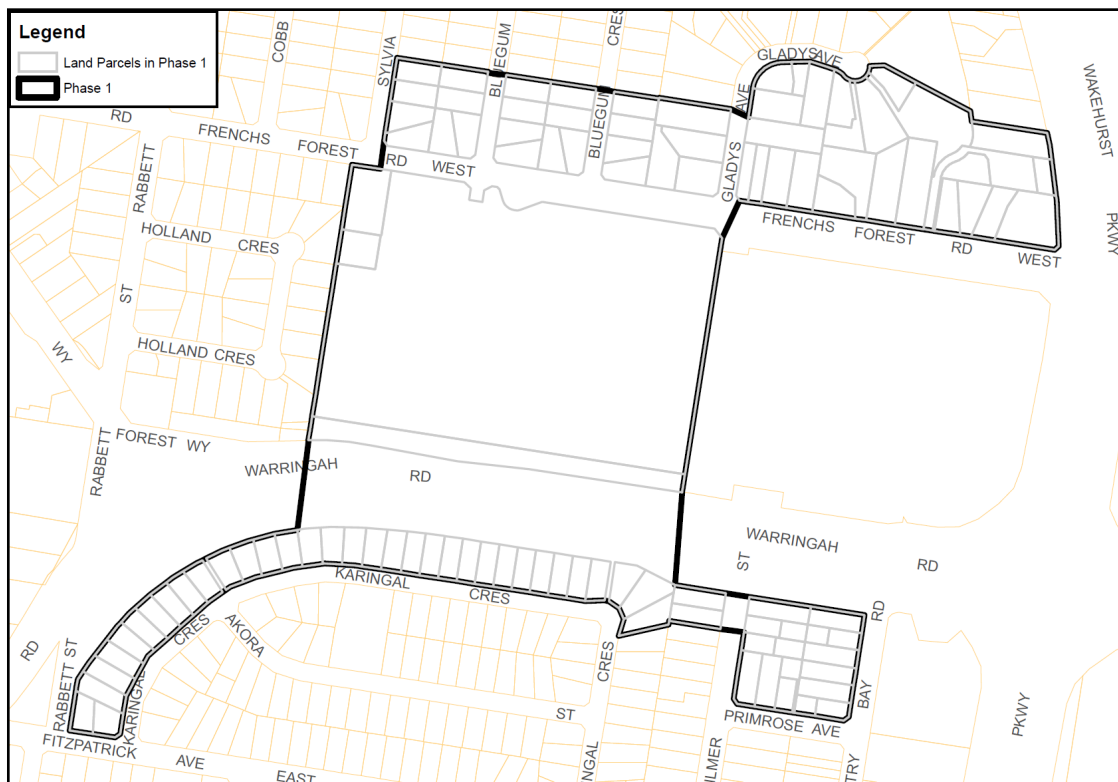 Legend
Land Parcels in Phase 1
Phase 1
COBB
SYLVIA
BLUEGUM
CRES
GLADYS AVE
AVE
WAKEHURST
RD
FRENCHS
FOREST
RD
WEST
BLUEGUM
GLADYS
RABBETT
HOLLAND CRES
FRENCHS
FOREST
RD
WEST
PKWY
ST
HOLLAND CRES
WY
FOREST WY
RABBETT
WARRINGAH
RD
WARRINGAH
RD
ST
KARINGAL
CRES
CRES
AKORA
RD
RD
RABBETT ST
KARINGAL
CRES
BAY
ST
PRIMROSE AVE
PKWY
FITZPATRICK
AVE
EAST
NGAL
ILMER
TRY